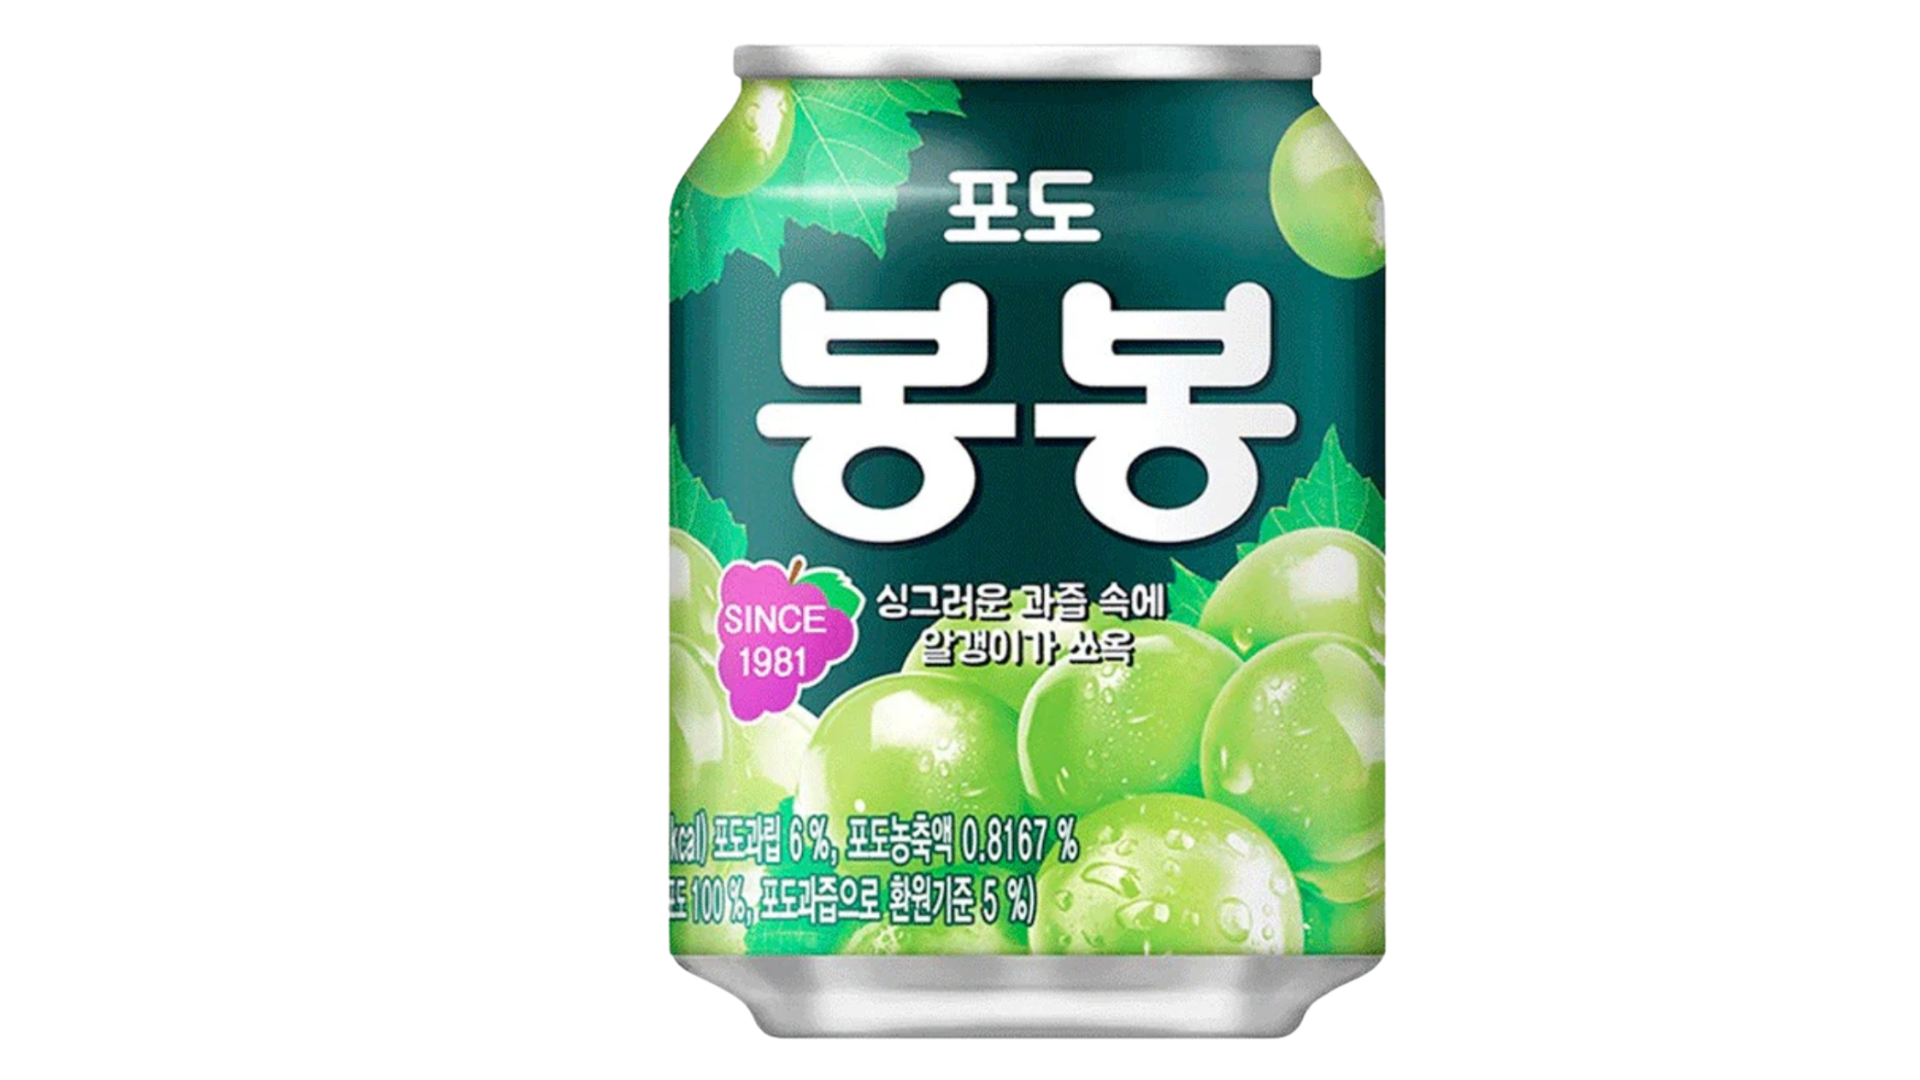 포도
봉봉
SINCE
1981
싱그러운 과즙 속에
알갱이가 쏘옥
kcal) 포도과립 6 %, 포도농축액 0.8167 %
포도 100 %, 포도과즙으로 환원기준 5 %)